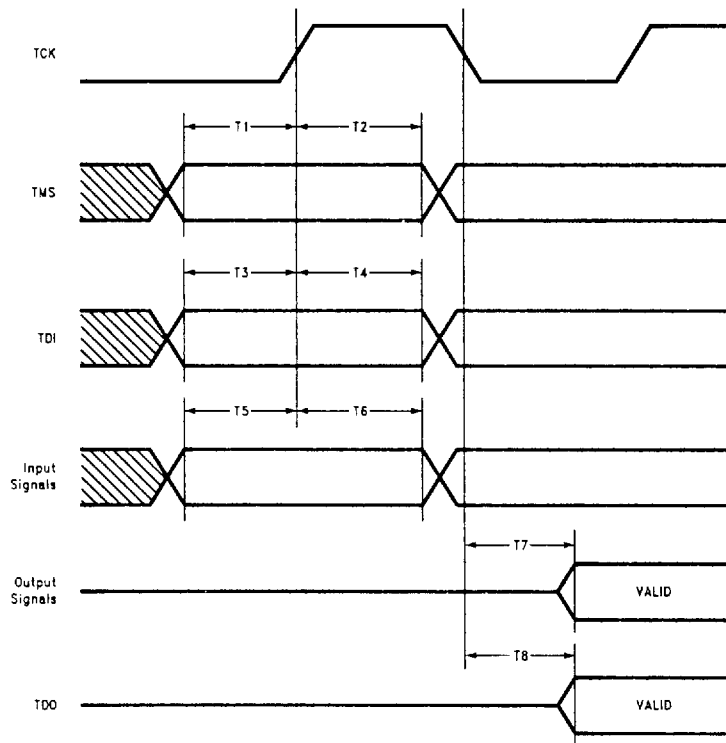 TCK
T1
T2
TMS
T3
T4
TDI
T5
T6
Input
Signals
T7
Output
Signals
VALID
T8
TDO
VALID